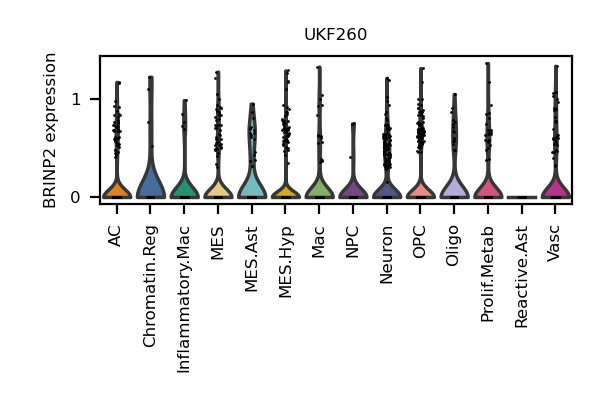 UKF260
BRINP2 expression
1
0
AC
Chromatin.Reg
Inflammatory.Mac
MES
MES.Ast
MES.Hyp
Mac
NPC
Neuron
OPC
Oligo
Prolif.Metab
Reactive.Ast
Vasc